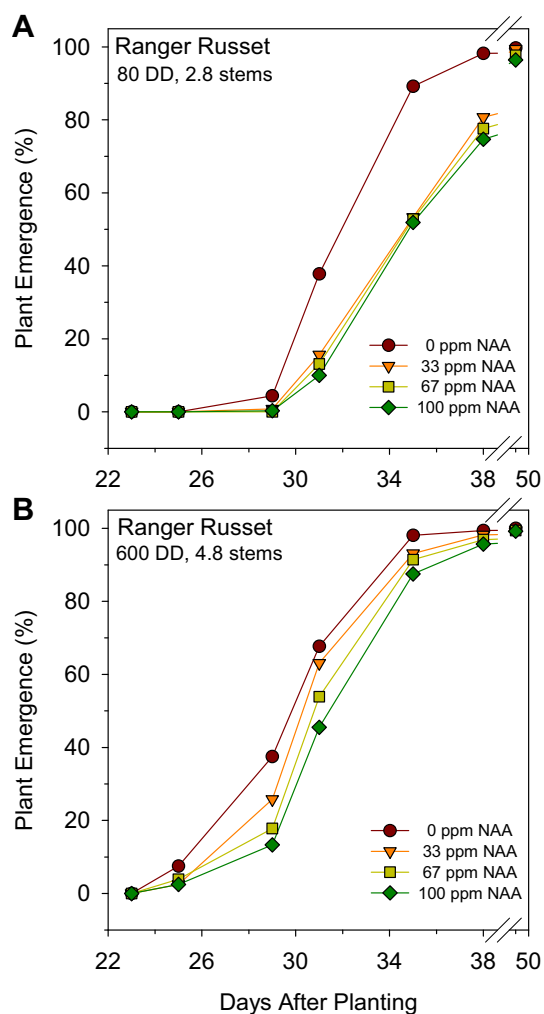 A
Ranger Russet
80 DD, 2.8 stems
Plant Emergence (%)
100
80
60
40
20
0
0 ppm NAA
33 ppm NAA
67 ppm NAA
100 ppm NAA
22 26 30 34 38 50
B
Ranger Russet
600 DD, 4.8 stems
Plant Emergence (%)
100
80
60
40
20
0
0 ppm NAA
33 ppm NAA
67 ppm NAA
100 ppm NAA
22 26 30 34 38 50
Days After Planting